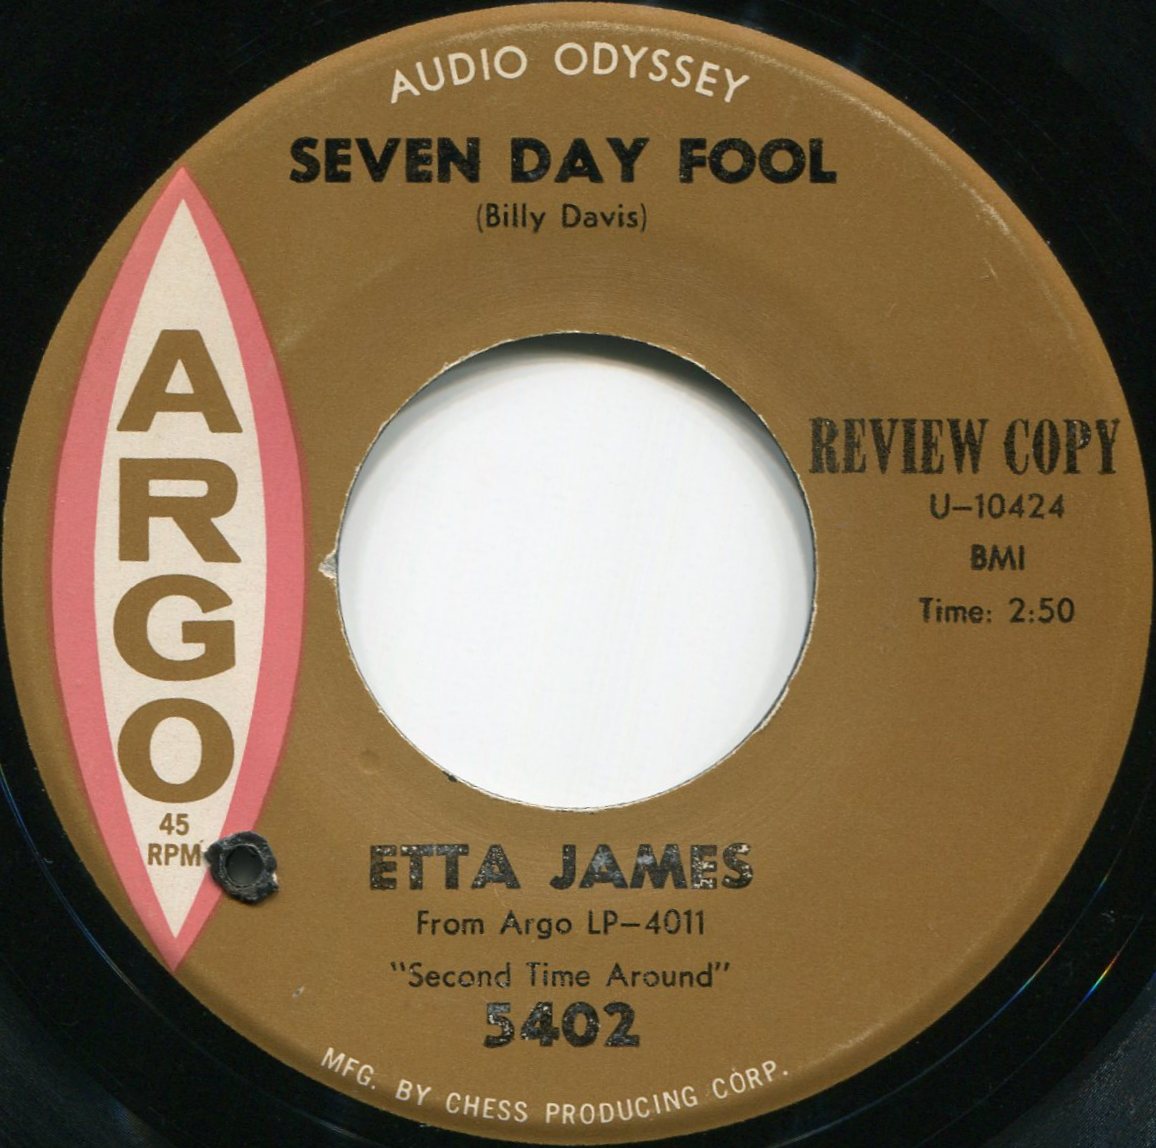 AUDIO ODYSSEY
SEVEN DAY FOOL
(Billy Davis)
ARGO
45
RPM
REVIEW COPY
U-10424
BMI
Time: 2:50
ETTA JAMES
From Argo LP-4011
"Second Time Around"
5402
MFG. BY CHESS PRODUCING CORP.